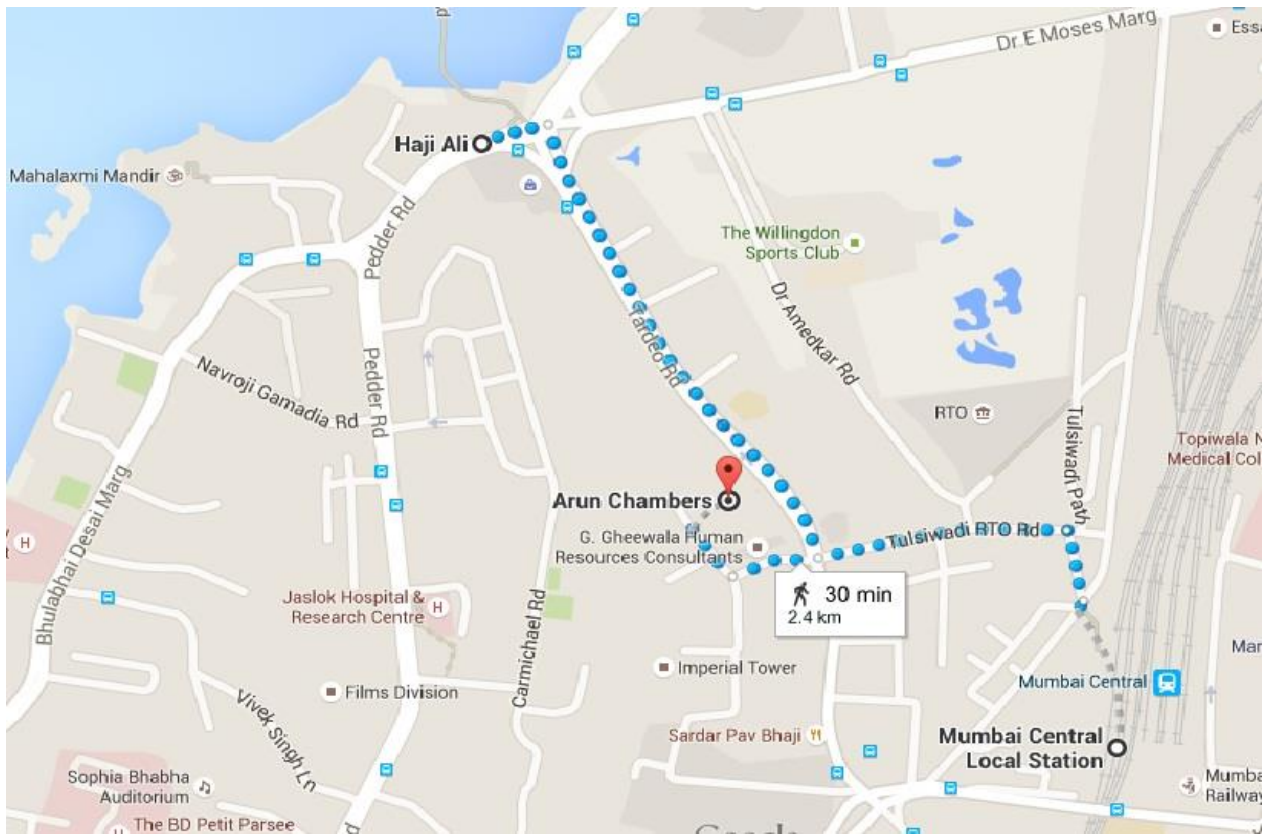 Dr E Moses Marg
Essa
Haji Ali
Mahalaxmi Mandir
Pedder Rd
The Willingdon
Sports Club
Dr Amedkar Rd
Tardeo Rd
Navroji Gamadia Rd
Pedder Rd
RTO
Tulsiwadi Path
Topiwala N
Medical Col
Arun Chambers
G. Gheewala Human
Resources Consultants
Tulsiwadi RTO Rd
H
Bhulabhai Desai Marg
30 min
2.4 km
Jaslok Hospital &
Research Centre
H
Carmichael Rd
Imperial Tower
Mar
Mumbai Central
Films Division
Vivek Singh Ln
Sardar Pav Bhaji
Mumbai Central
Local Station
Sophia Bhabha
Auditorium
Mumba
Railway
The BD Petit Parsee
H